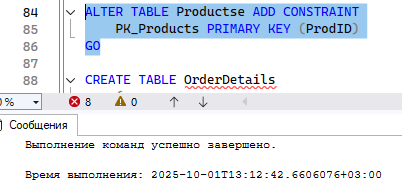 84 ALTER TABLE Productse ADD CONSTRAINT
85 PK_Products PRIMARY KEY (ProdID)
86 GO
87
88 CREATE TABLE OrderDetails
0 % 8 0
Сообщения
Выполнение команд успешно завершено.
Время выполнения: 2025-10-01T13:12:42.6606076+03:00